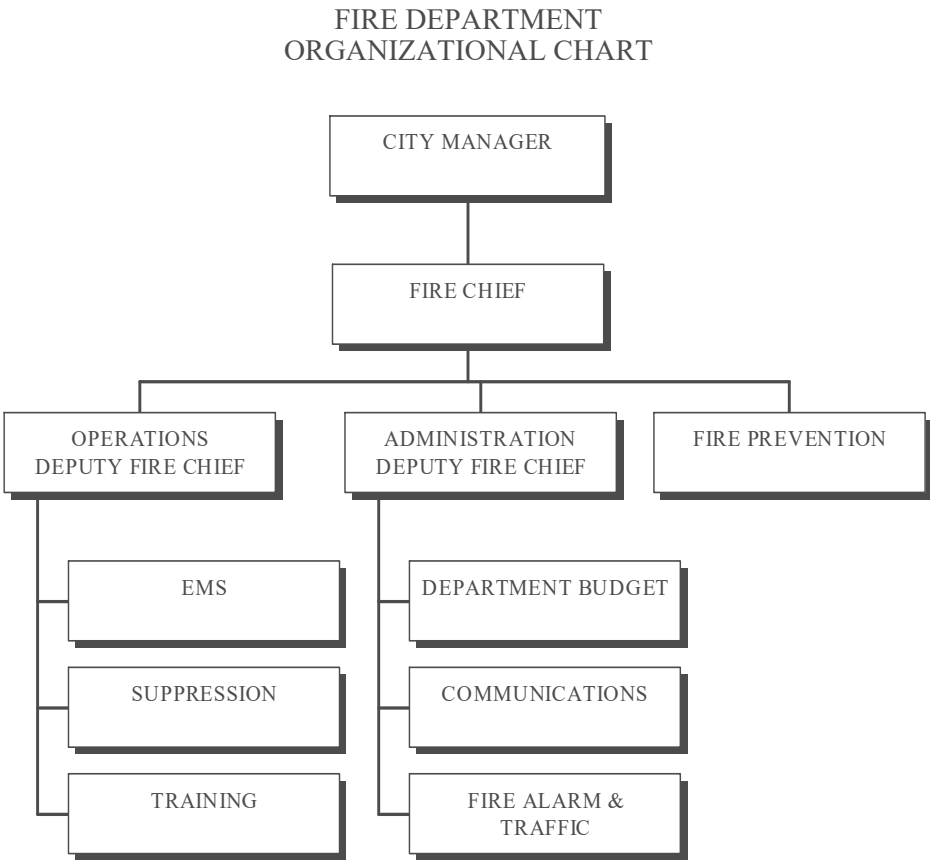 FIRE DEPARTMENT
ORGANIZATIONAL CHART
CITY MANAGER
FIRE CHIEF
OPERATIONS
DEPUTY FIRE CHIEF
ADMINISTRATION
DEPUTY FIRE CHIEF
FIRE PREVENTION
EMS
DEPARTMENT BUDGET
SUPPRESSION
COMMUNICATIONS
TRAINING
FIRE ALARM &
TRAFFIC